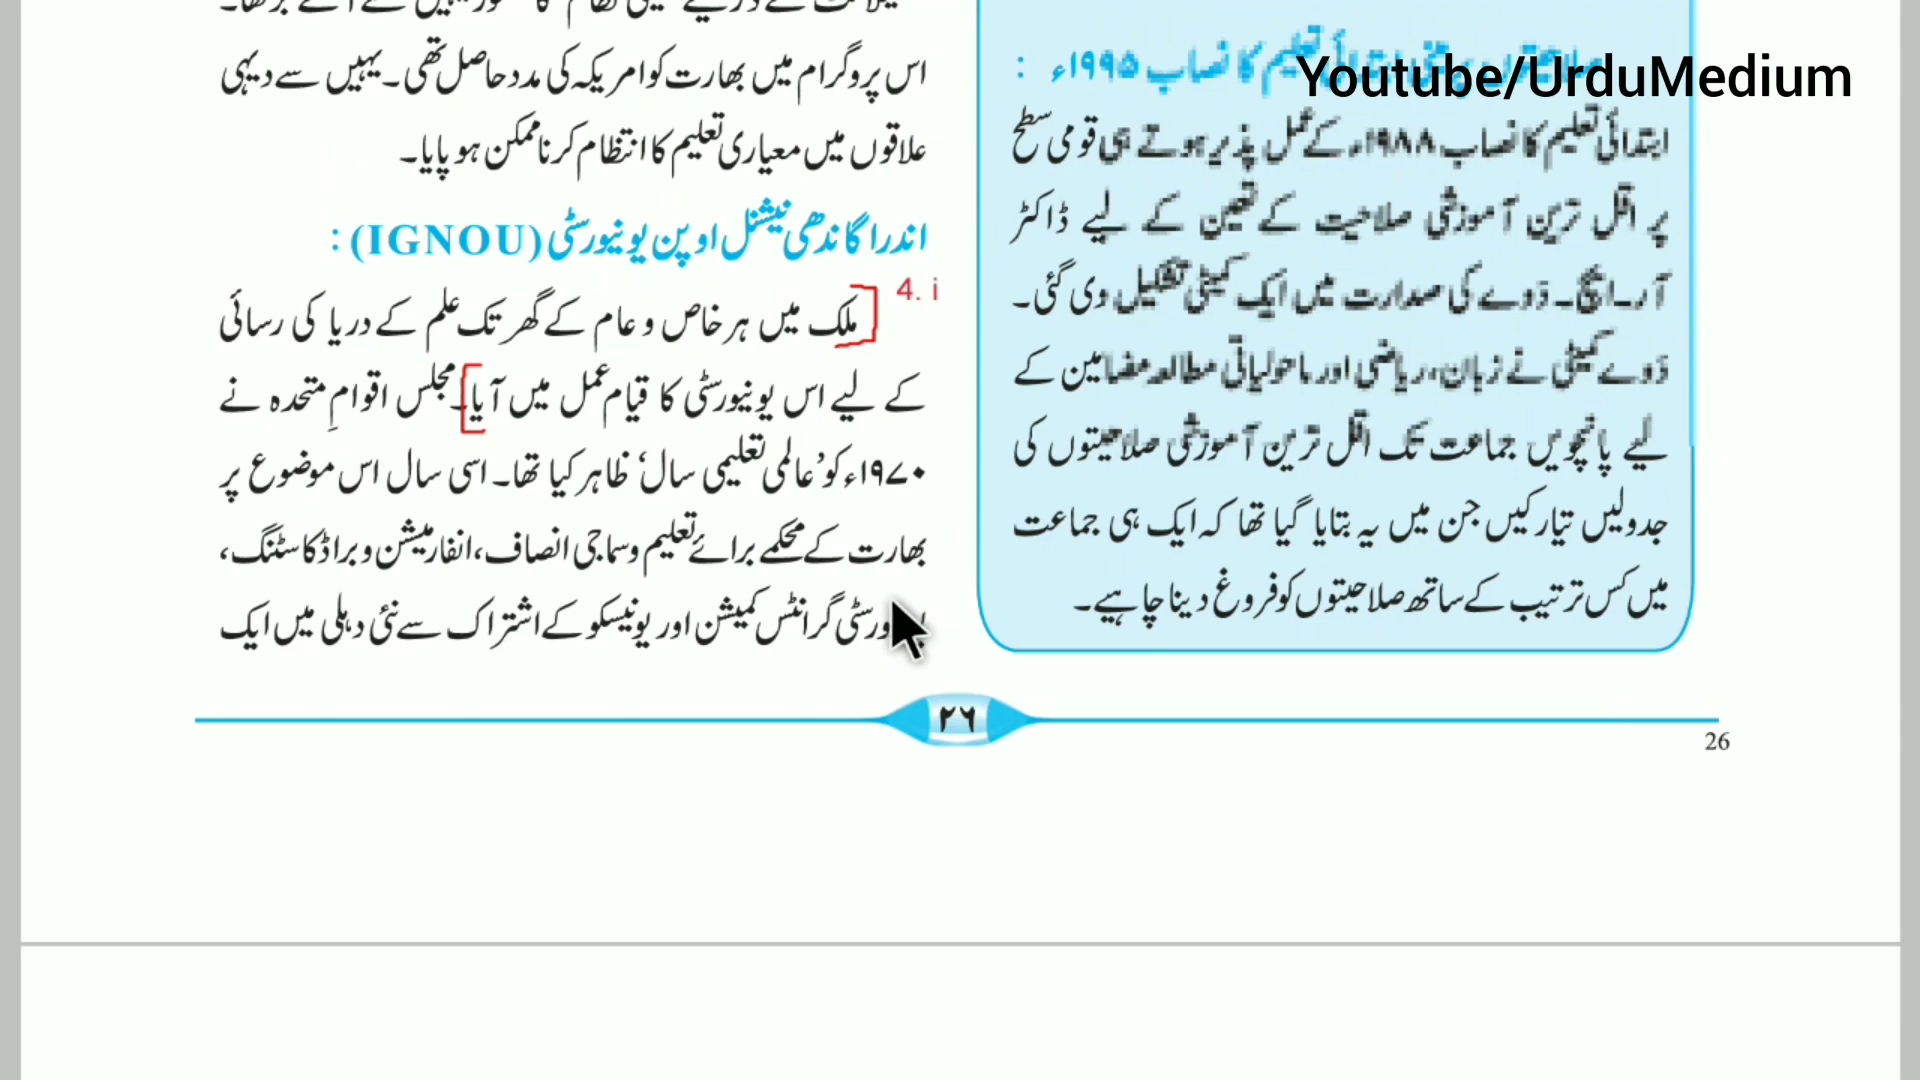 Youtube/UrduMedium
کا نصاب ۱۹۹۵ء :
ابتدائی تعلیم کا نصاب ۱۹۸۸ء کے عمل پذیر ہوتے ہی قومی سطح
پر اقل ترین آموزشی صلاحیت کے تعین کے لیے ڈاکٹر
آر۔ایچ۔ دَوے کی صدارت میں ایک کمیٹی تشکیل دی گئی۔
دَوے کمیٹی نے زبان، ریاضی اور ماحولیاتی مطالعہ مضامین کے
لیے پانچویں جماعت تک اقل ترین آموزشی صلاحیتوں کی
جدولیں تیار کیں جن میں یہ بتایا گیا تھا کہ ایک ہی جماعت
میں کس ترتیب کے ساتھ صلاحیتوں کو فروغ دینا چاہیے۔
اس پروگرام میں بھارت کو امریکہ کی مدد حاصل تھی۔ یہیں سے دیہی
علاقوں میں معیاری تعلیم کا انتظام کرنا ممکن ہو پایا۔
اندرا گاندھی نیشنل اوپن یونیورسٹی (IGNOU) :
4. i
ملک میں ہر خاص و عام کے گھر تک علم کے دریا کی رسائی
کے لیے اس یونیورسٹی کا قیام عمل میں آیا۔ مجلس اقوامِ متحدہ نے
۱۹۷۰ء کو 'عالمی تعلیمی سال' ظاہر کیا تھا۔ اسی سال اس موضوع پر
بھارت کے محکمے برائے تعلیم و سماجی انصاف، انفارمیشن و براڈکاسٹنگ،
گرانٹس کمیشن اور یونیسکو کے اشتراک سے نئی دہلی میں ایک
۲۶
26